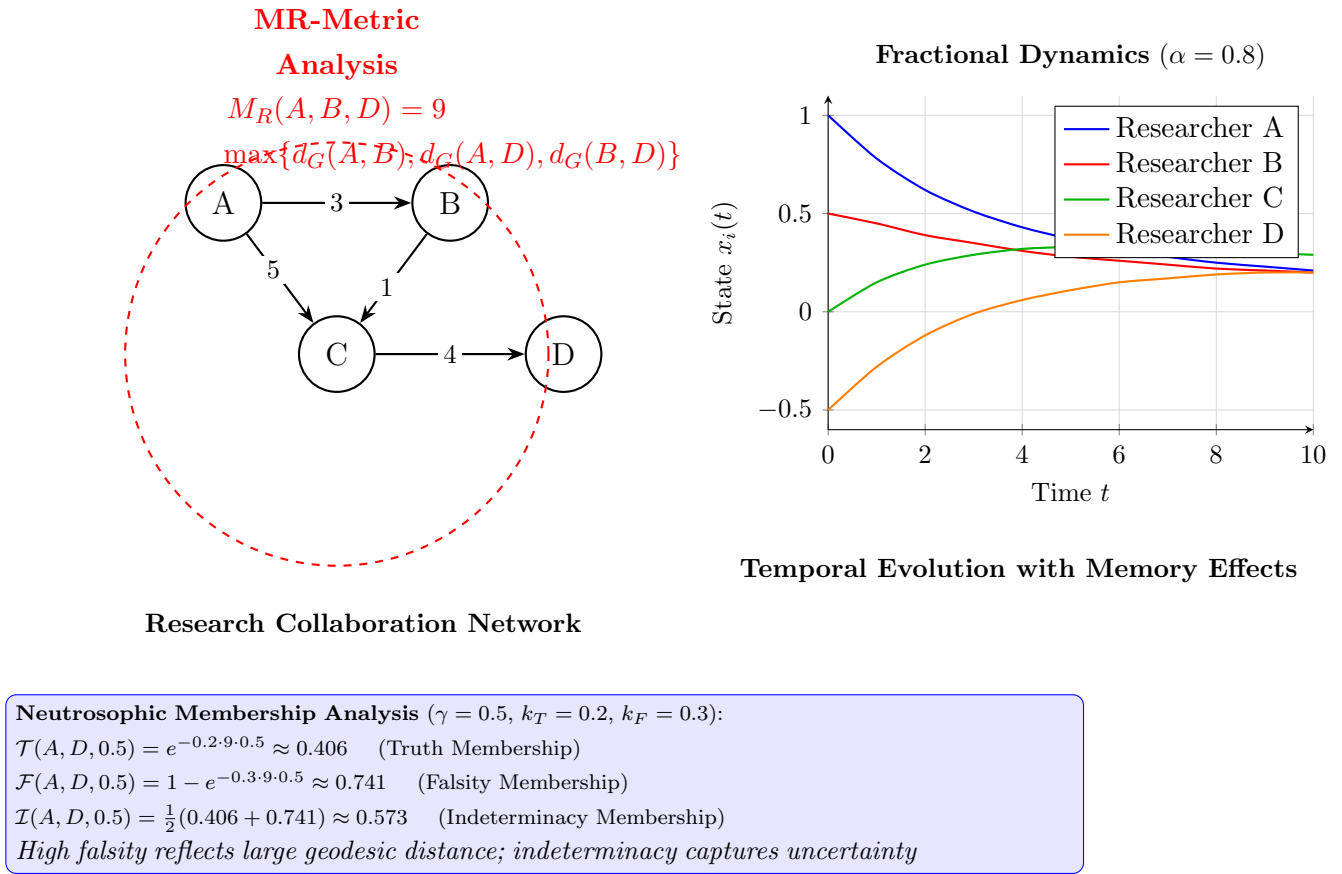 MR-Metric
Analysis
M_R(A, B, D) = 9
max{d_G(A, B), d_G(A, D), d_G(B, D)}
A
3
B
5
1
C
4
D
Research Collaboration Network
Fractional Dynamics (α = 0.8)
1
0.5
0
−0.5
State x_i(t)
Researcher A
Researcher B
Researcher C
Researcher D
0 2 4 6 8 10
Time t
Temporal Evolution with Memory Effects
Neutrosophic Membership Analysis (γ = 0.5, k_T = 0.2, k_F = 0.3):
𝒯(A, D, 0.5) = e^{−0.2·9·0.5} ≈ 0.406 (Truth Membership)
ℱ(A, D, 0.5) = 1 − e^{−0.3·9·0.5} ≈ 0.741 (Falsity Membership)
ℐ(A, D, 0.5) = ½(0.406 + 0.741) ≈ 0.573 (Indeterminacy Membership)
High falsity reflects large geodesic distance; indeterminacy captures uncertainty